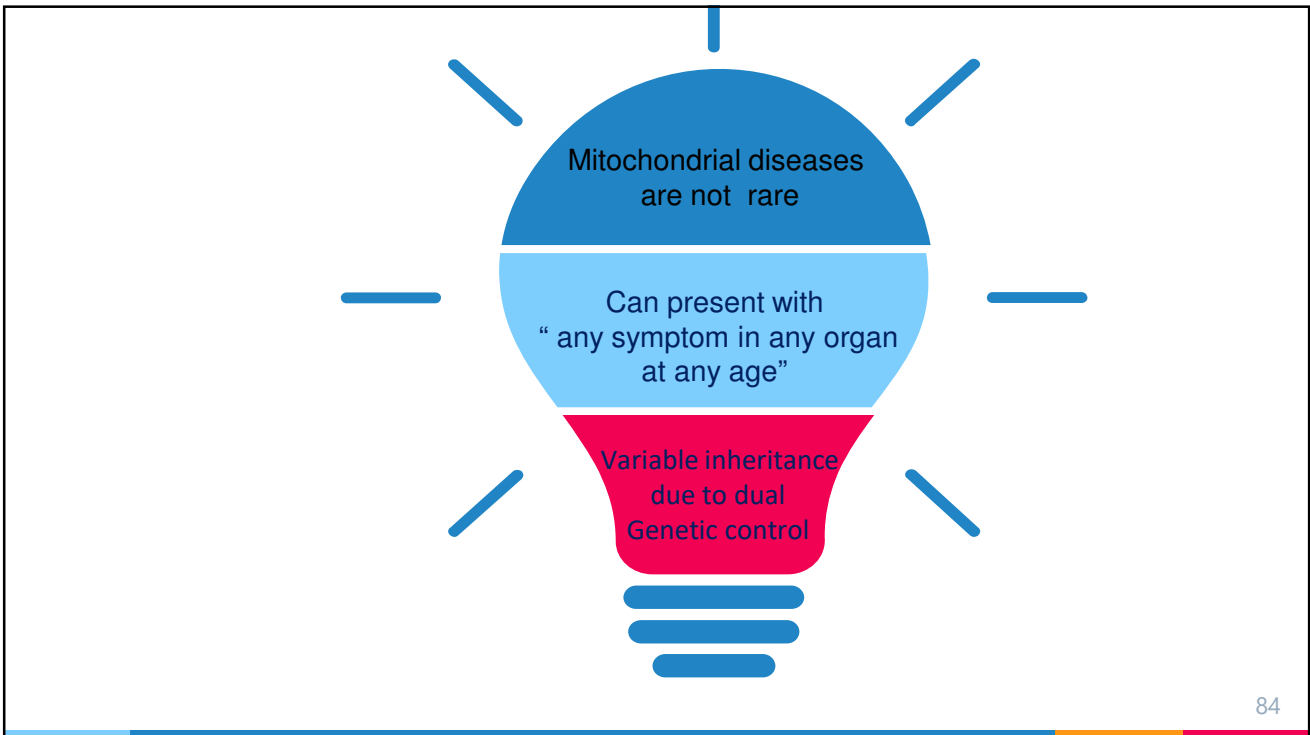 Mitochondrial diseases
are not  rare
Can present with
“ any symptom in any organ
at any age”
Variable inheritance
due to dual
Genetic control
84